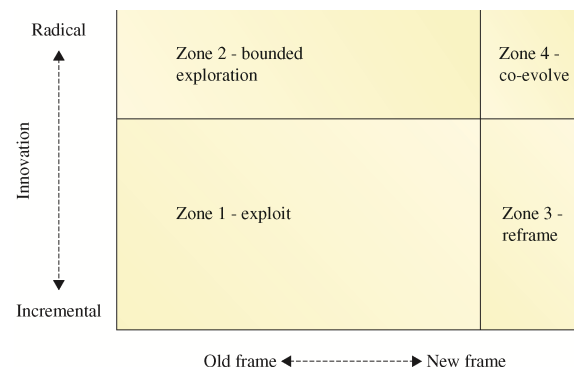 Radical
Zone 2 - bounded
exploration
Zone 4 -
co-evolve
Innovation
Zone 1 - exploit
Zone 3 -
reframe
Incremental
Old frame
New frame